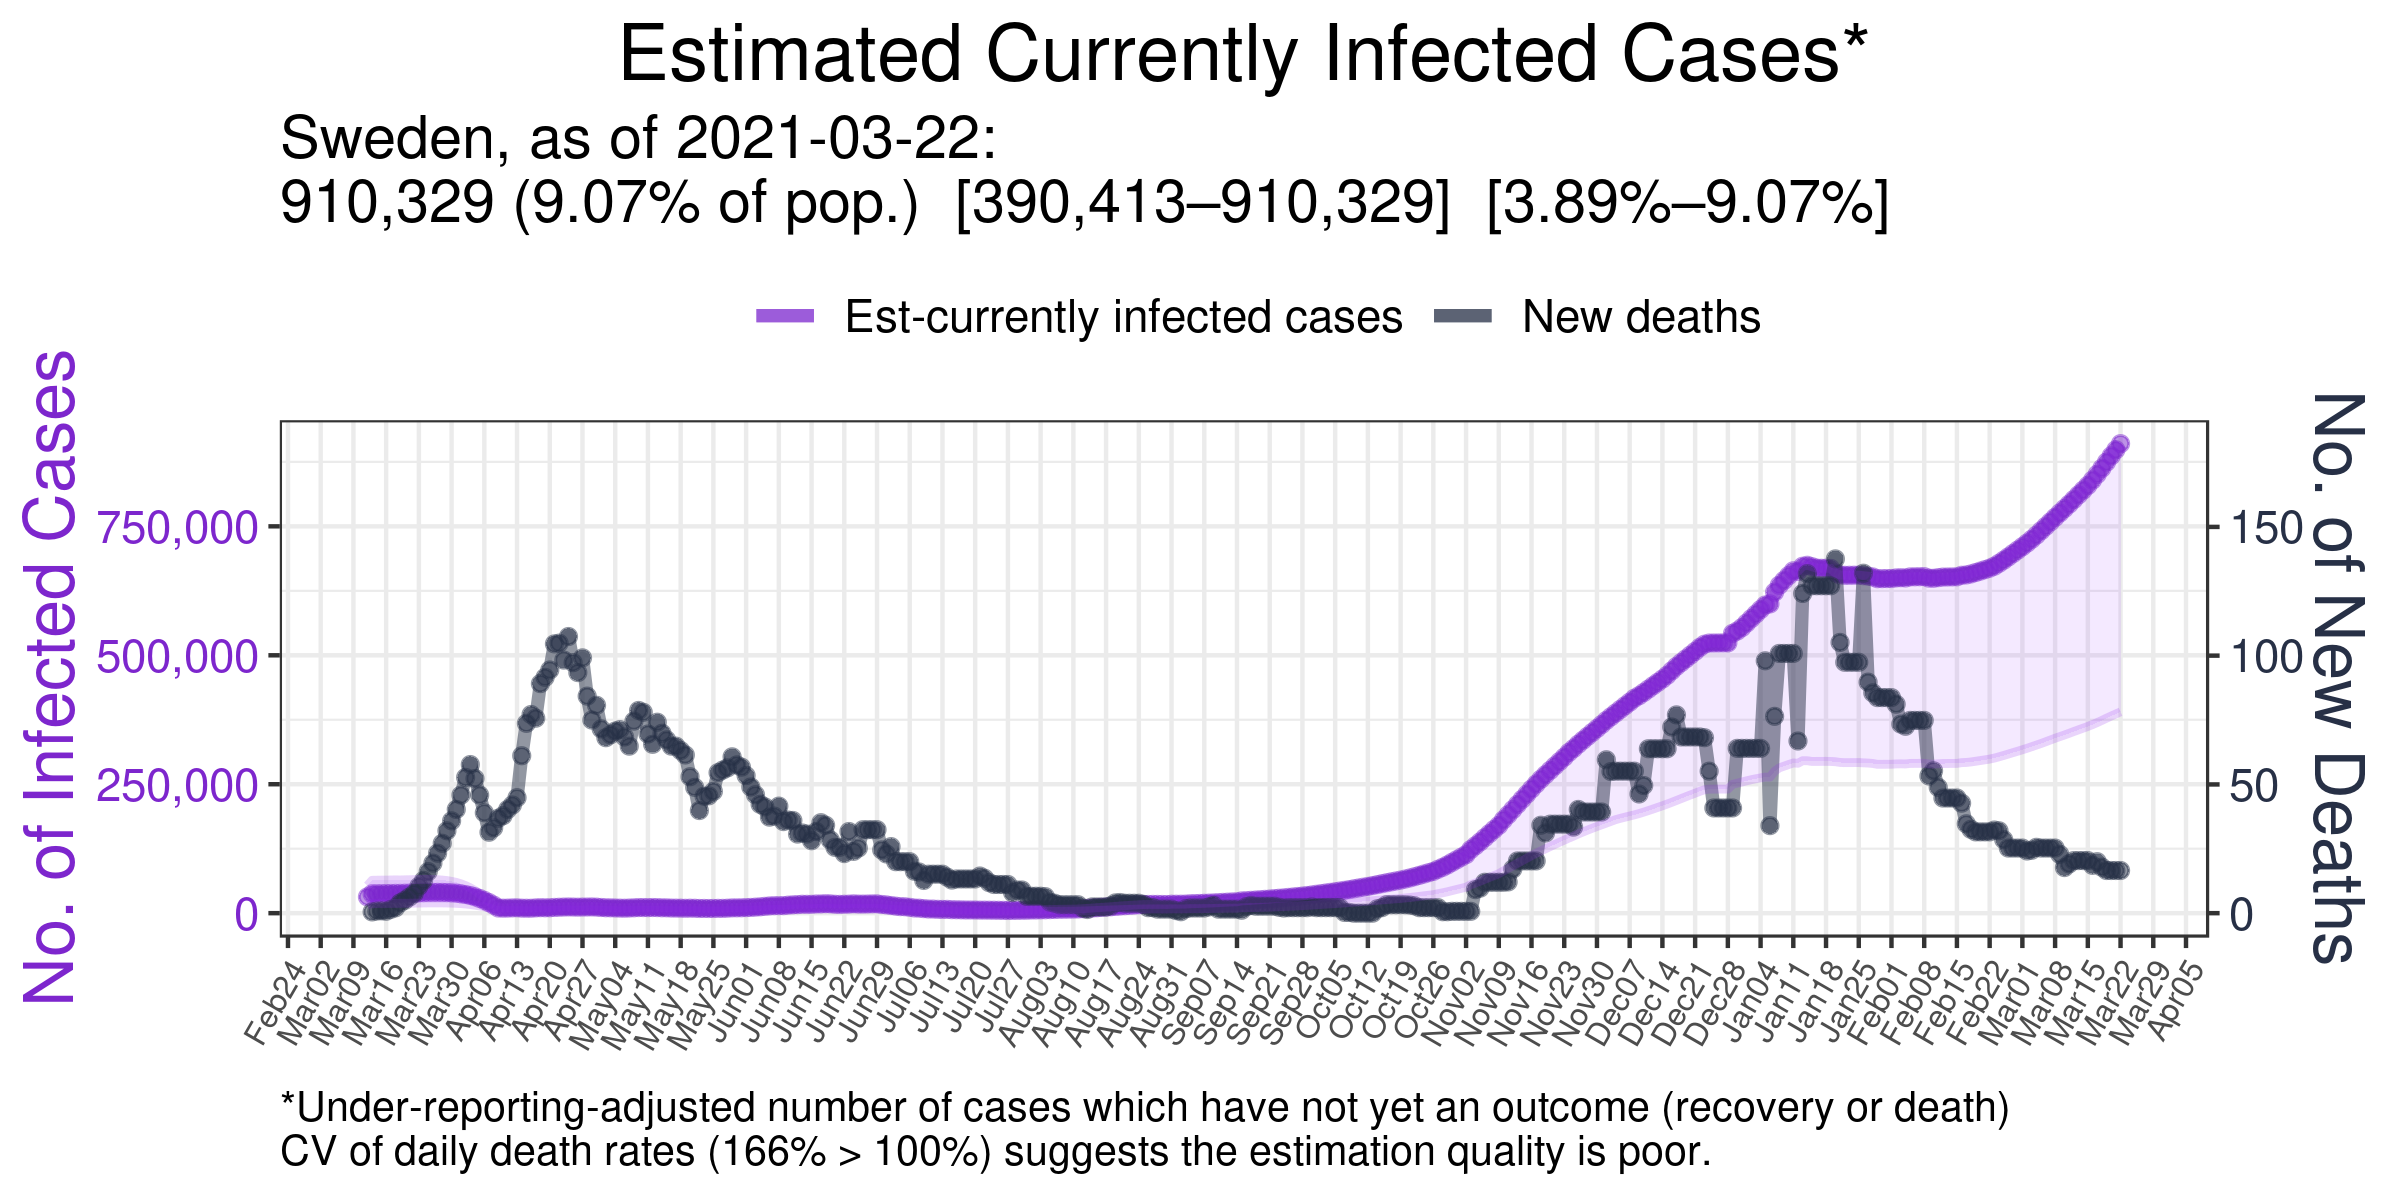 Estimated Currently Infected Cases*
Sweden, as of 2021-03-22:
910,329 (9.07% of pop.) [390,413–910,329] [3.89%–9.07%]
Est-currently infected cases
New deaths
No. of Infected Cases
750,000
500,000
250,000
0
150
100
50
0
No. of New Deaths
Feb24
Mar02
Mar09
Mar16
Mar23
Mar30
Apr06
Apr13
Apr20
Apr27
May04
May11
May18
May25
Jun01
Jun08
Jun15
Jun22
Jun29
Jul06
Jul13
Jul20
Jul27
Aug03
Aug10
Aug17
Aug24
Aug31
Sep07
Sep14
Sep21
Sep28
Oct05
Oct12
Oct19
Oct26
Nov02
Nov09
Nov16
Nov23
Nov30
Dec07
Dec14
Dec21
Dec28
Jan04
Jan11
Jan18
Jan25
Feb01
Feb08
Feb15
Feb22
Mar01
Mar08
Mar15
Mar22
Mar29
Apr05
*Under-reporting-adjusted number of cases which have not yet an outcome (recovery or death)
CV of daily death rates (166% > 100%) suggests the estimation quality is poor.